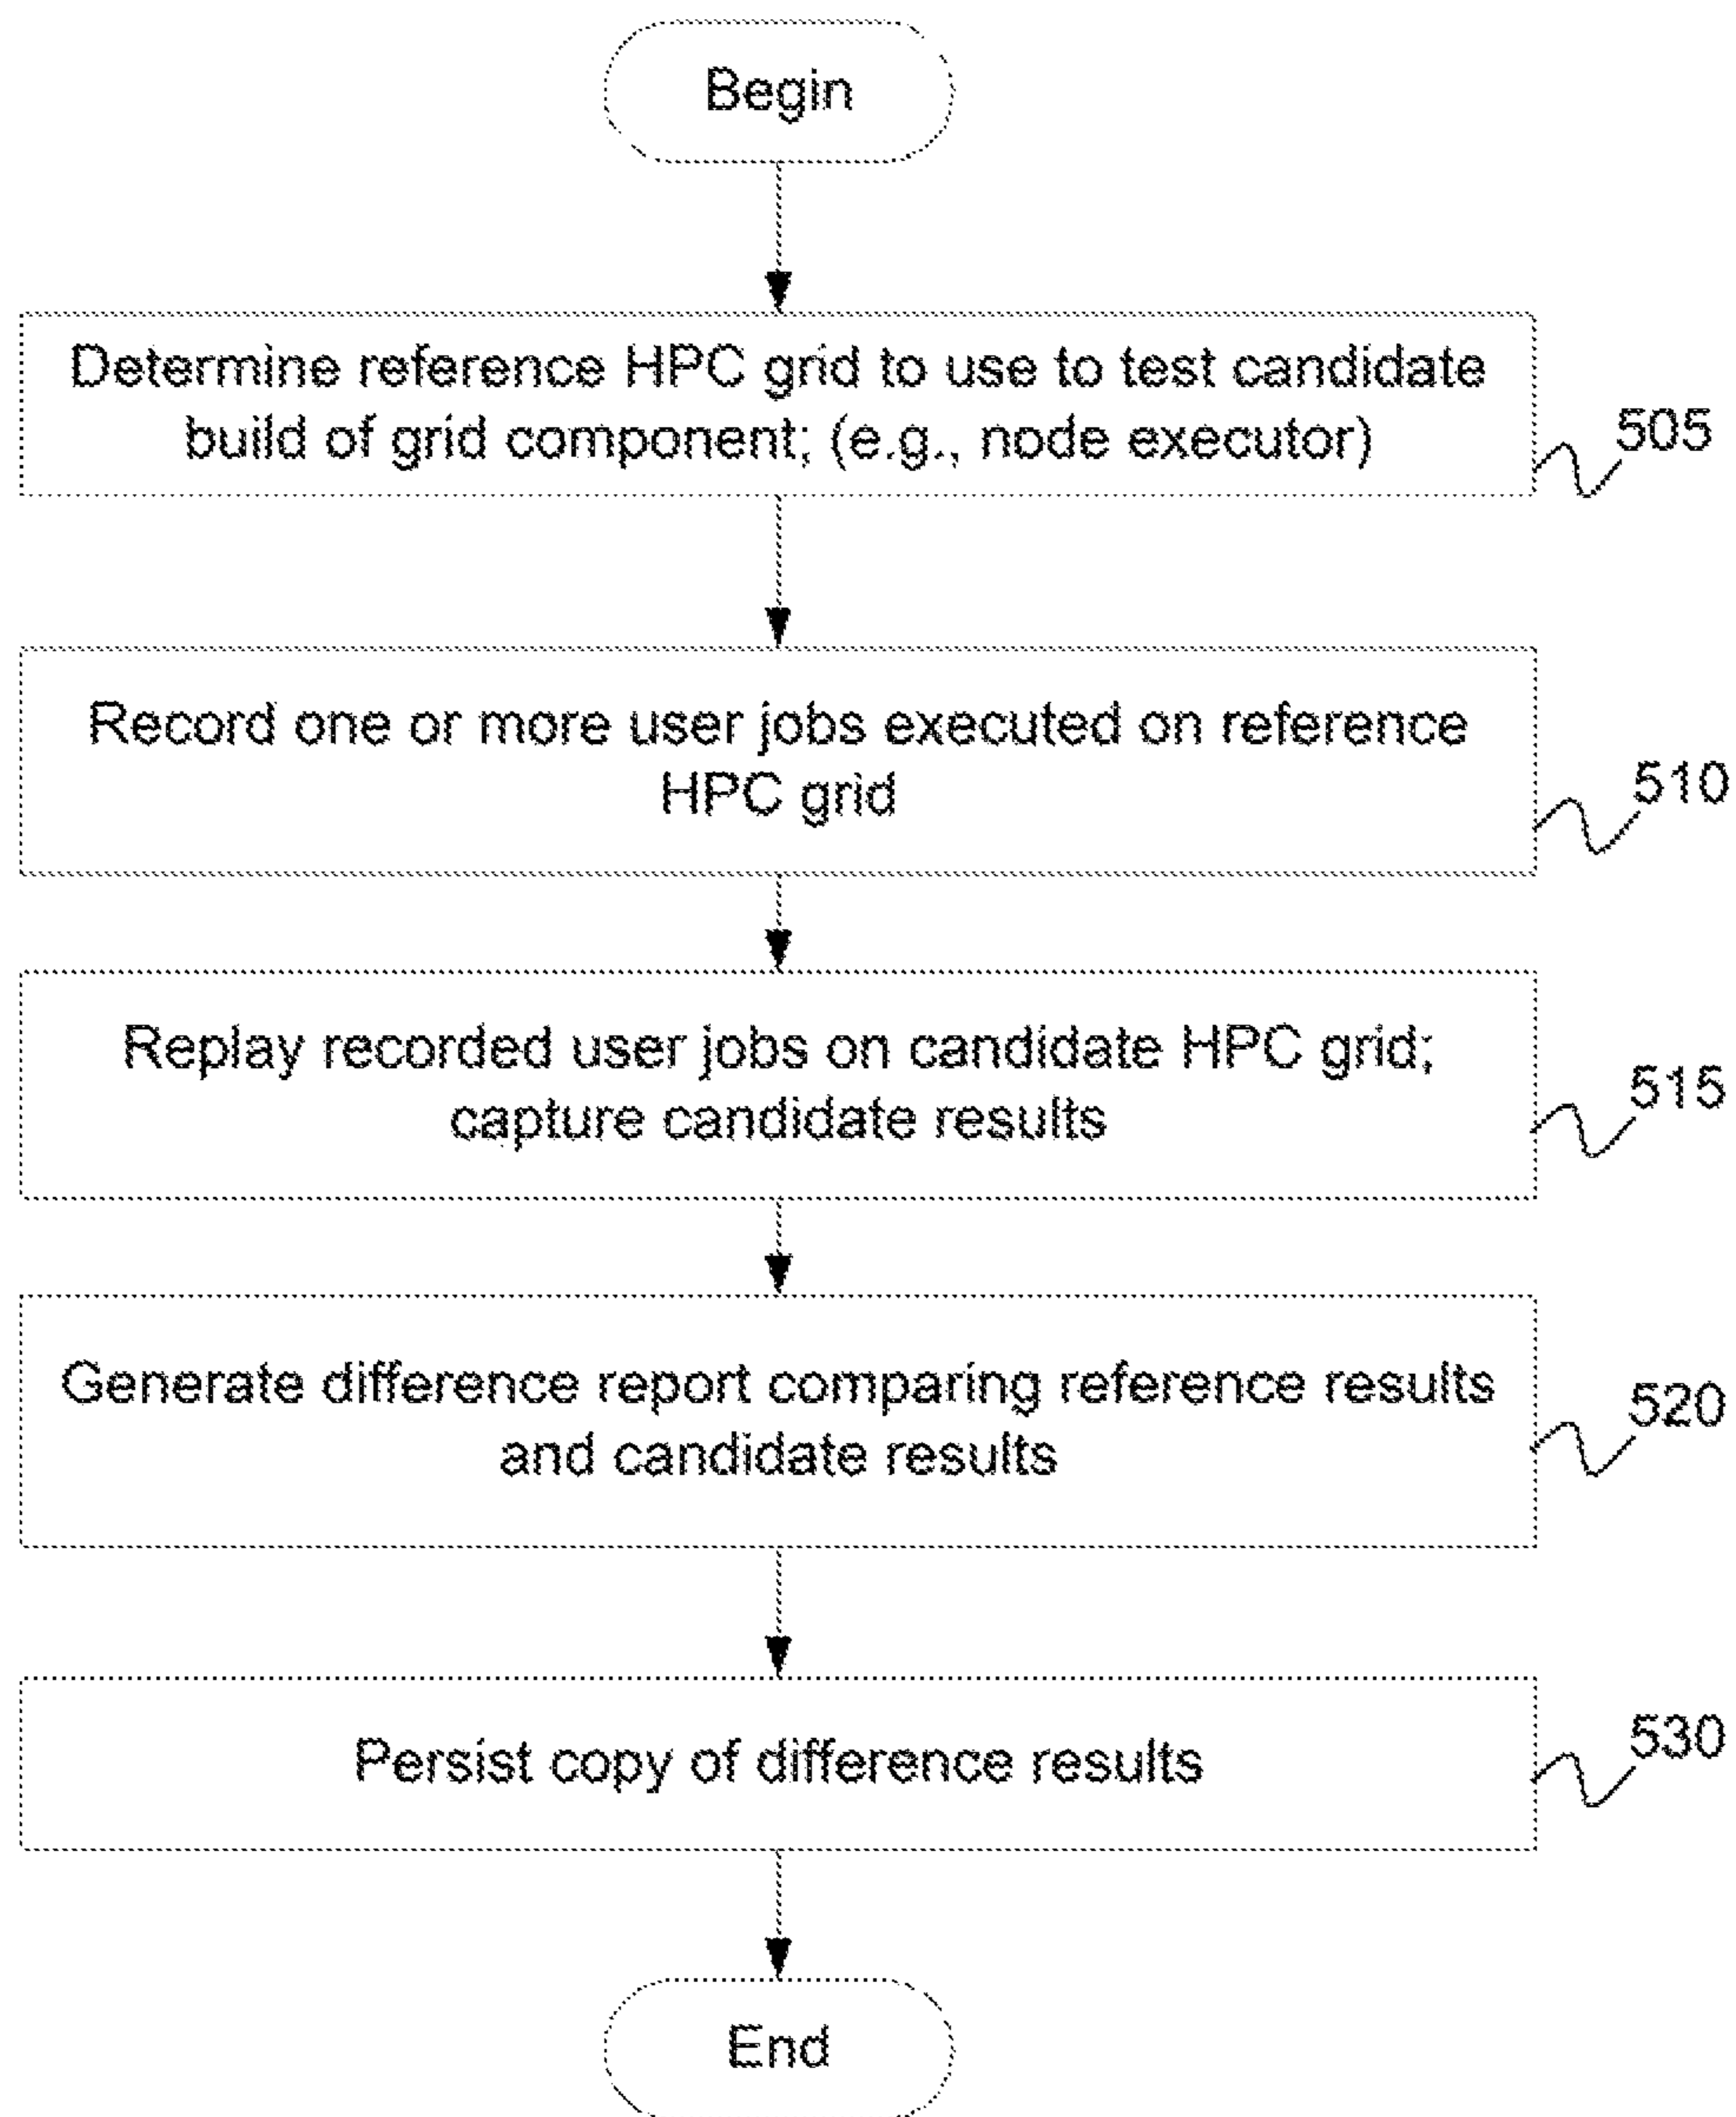 Begin
Determine reference HPC grid to use to test candidate
build of grid component; (e.g., node executor)
505
Record one or more user jobs executed on reference
HPC grid
510
Replay recorded user jobs on candidate HPC grid;
capture candidate results
515
Generate difference report comparing reference results
and candidate results
520
Persist copy of difference results
530
End